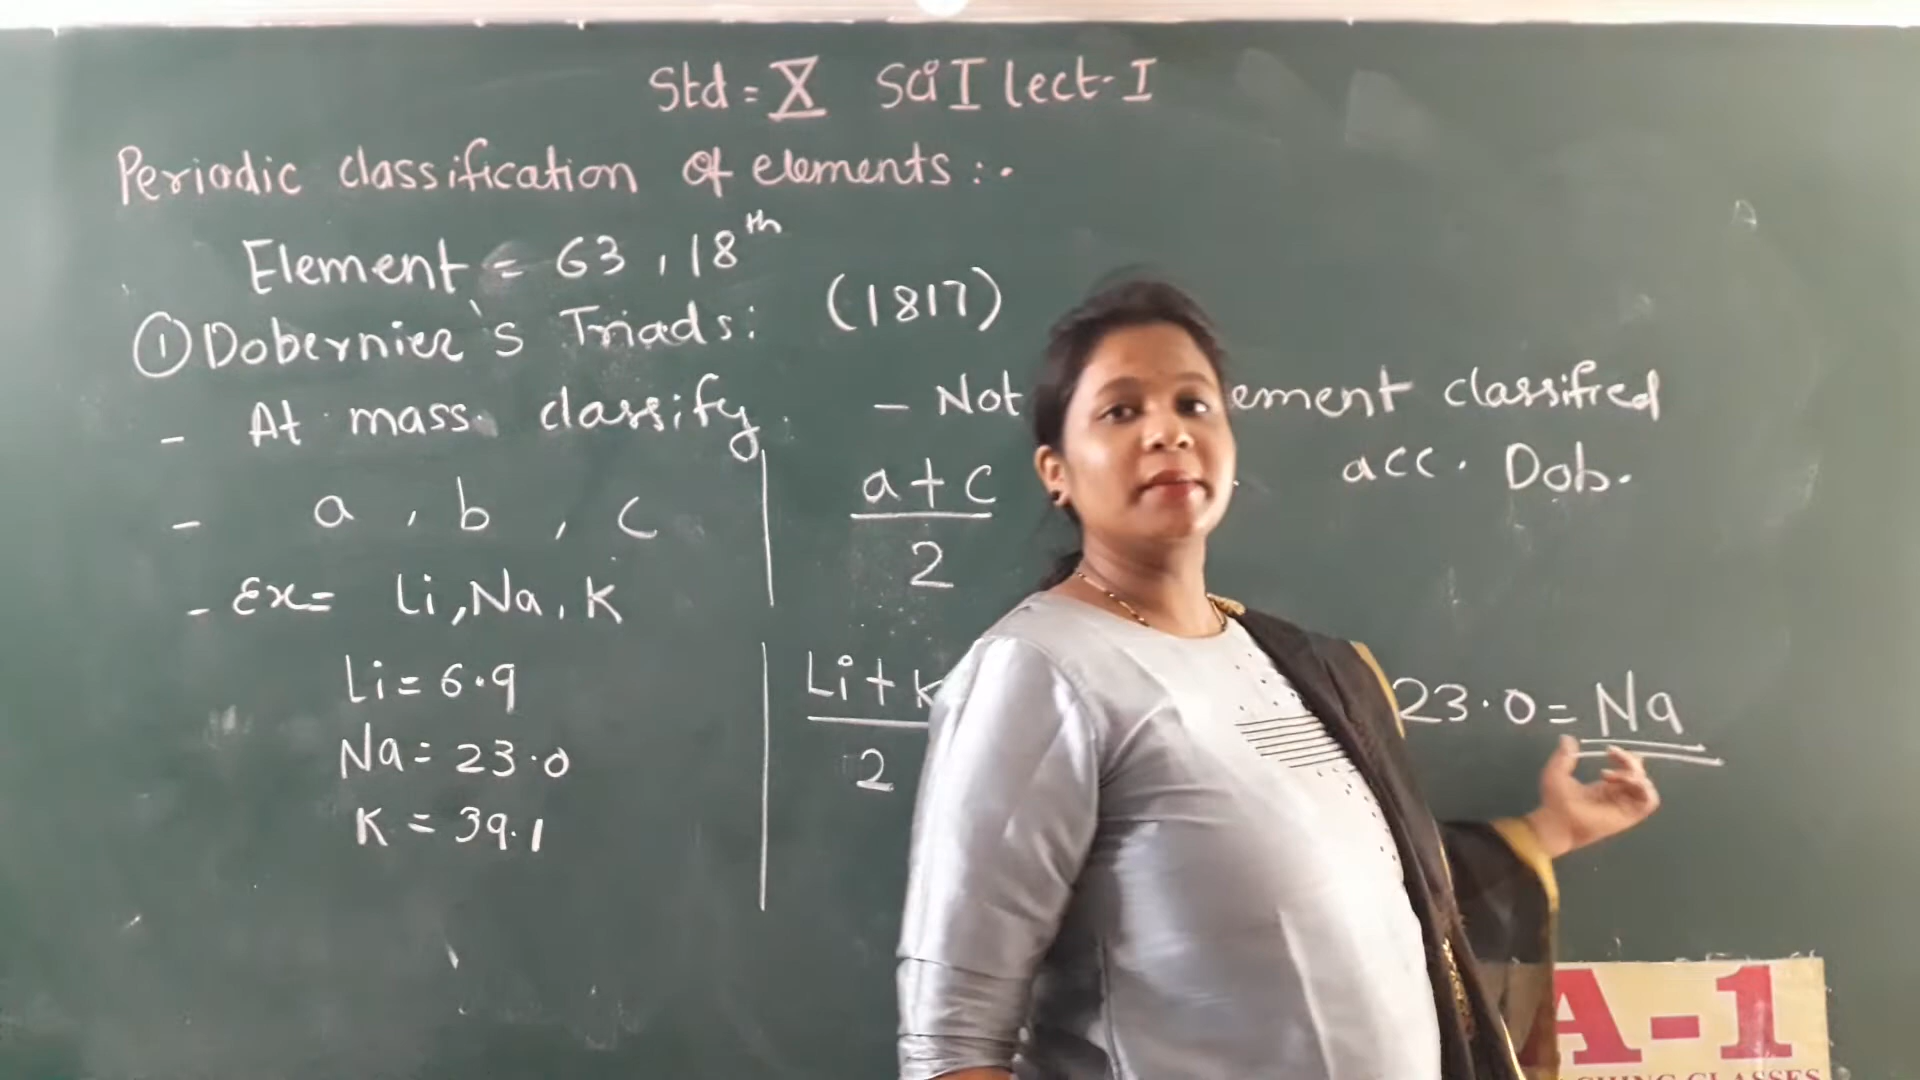 Std = X Sci I lect-I
Periodic classification of elements :-
Element = 63, 18th
① Dobernier's Triads: (1817)
- At mass classify
- a, b, c
- Ex= Li, Na, K
Li = 6.9
Na = 23.0
K = 39.1
- Not ement classified
acc. Dob.
a+c
2
Li+K
2
23.0 = Na
A-1
ACHING CLASSES